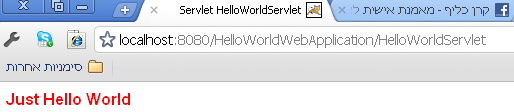 Servlet HelloWorldServlet
קרן כליף - מאמנת אישית ל
localhost:8080/HelloWorldWebApplication/HelloWorldServlet
סימניות אחרות
Just Hello World